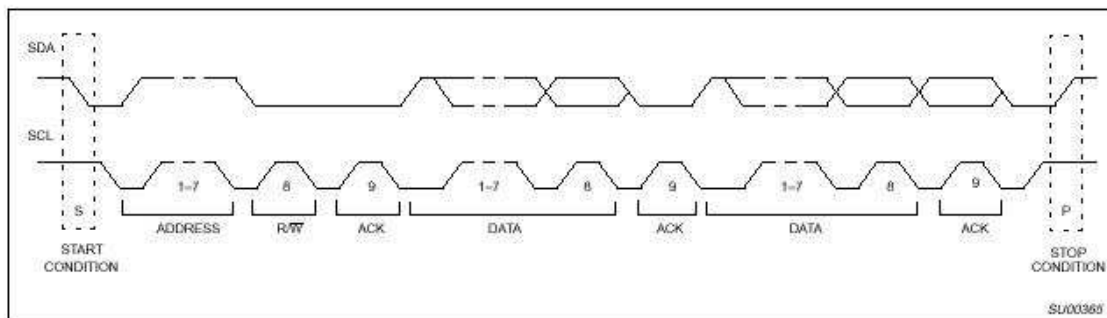 SDA
SCL
1–7
8
9
1–7
8
9
1–7
8
9
S
P
ADDRESS
R/W̅
ACK
DATA
ACK
DATA
ACK
START
CONDITION
STOP
CONDITION
SU00365